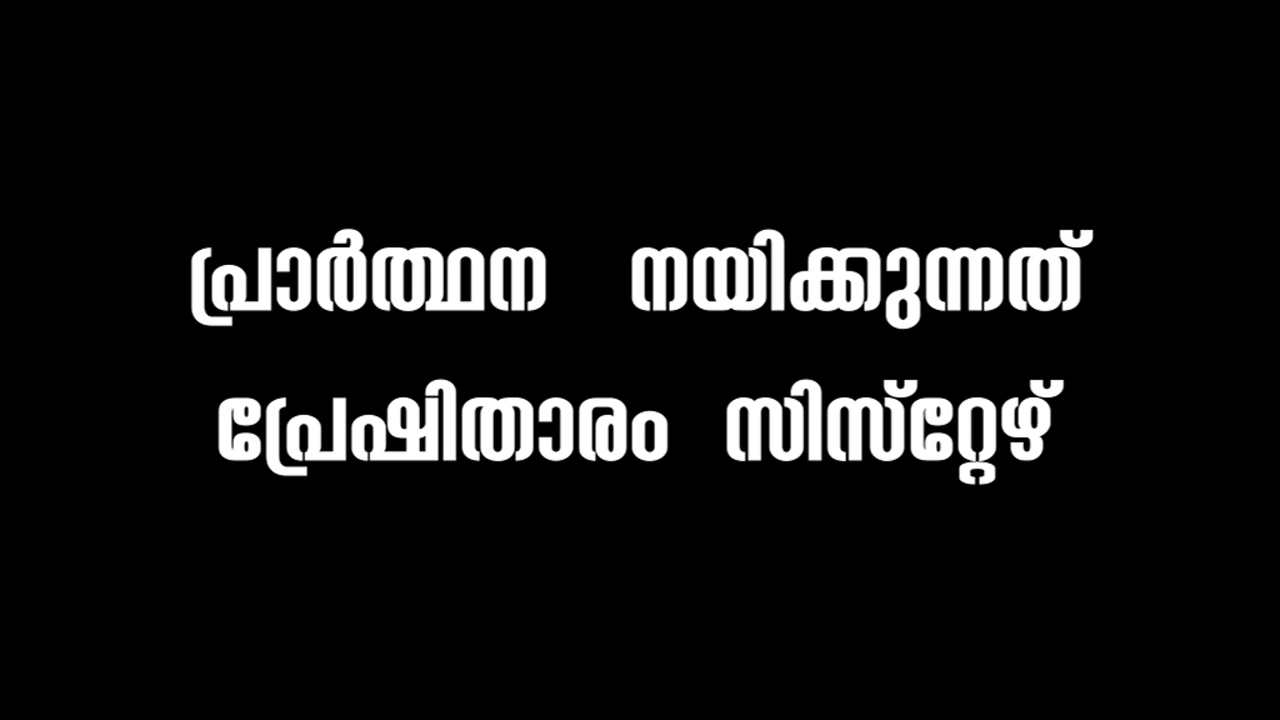 പ്രാർത്ഥന നയിക്കുന്നത്
പ്രേഷിതാരം സിസ്റ്റേഴ്